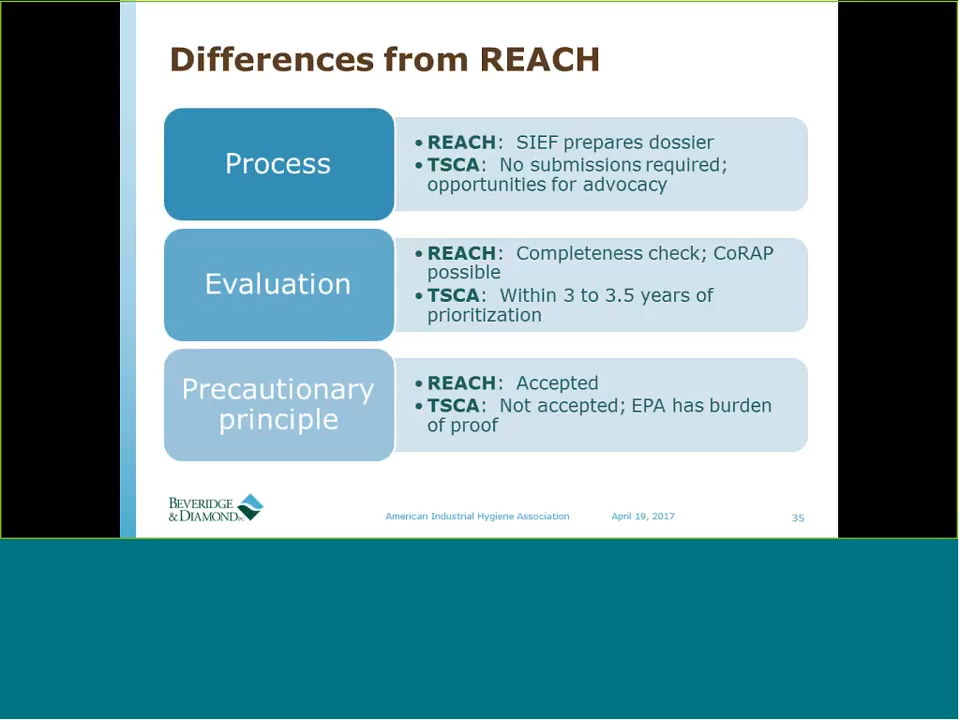 Differences from REACH
Process
• REACH: SIEF prepares dossier
• TSCA: No submissions required;
opportunities for advocacy
Evaluation
• REACH: Completeness check; CoRAP
possible
• TSCA: Within 3 to 3.5 years of
prioritization
Precautionary
principle
• REACH: Accepted
• TSCA: Not accepted; EPA has burden
of proof
BEVERIDGE
& DIAMOND PC
American Industrial Hygiene Association April 19, 2017 35